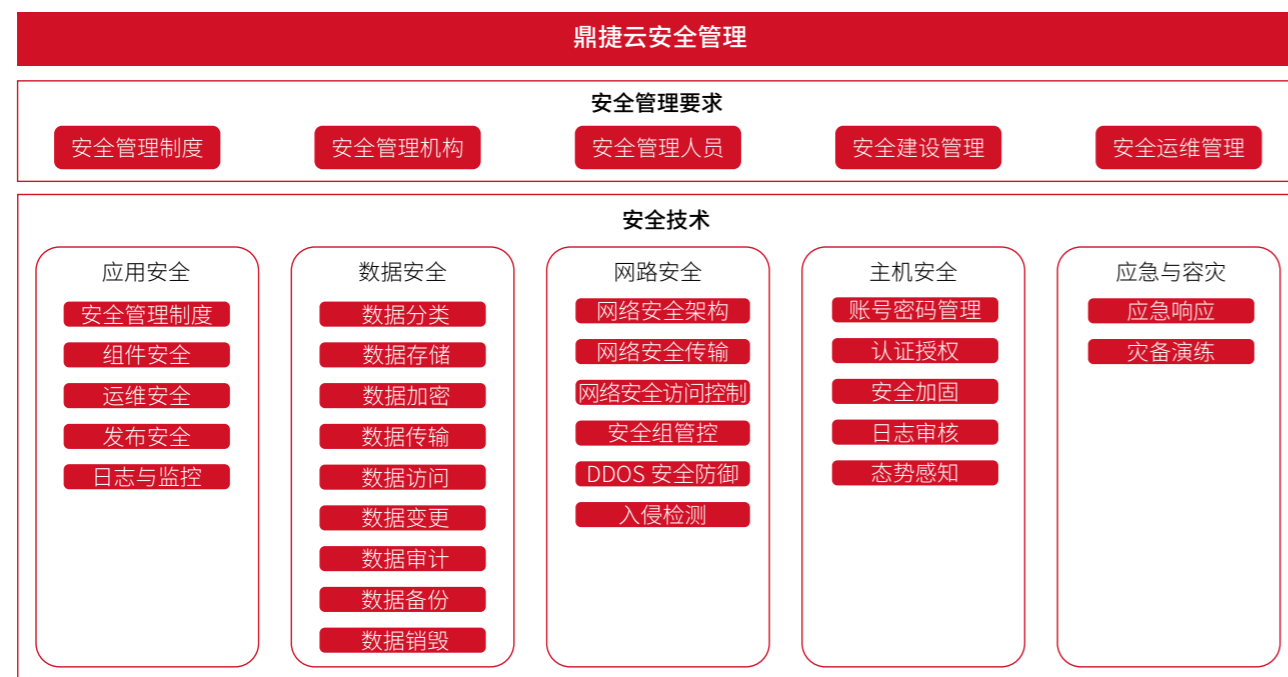 鼎捷云安全管理
安全管理要求
安全管理制度
安全管理机构
安全管理人员
安全建设管理
安全运维管理
安全技术
应用安全
安全管理制度
组件安全
运维安全
发布安全
日志与监控
数据安全
数据分类
数据存储
数据加密
数据传输
数据访问
数据变更
数据审计
数据备份
数据销毁
网路安全
网络安全架构
网络安全传输
网络安全访问控制
安全组管控
DDOS 安全防御
入侵检测
主机安全
账号密码管理
认证授权
安全加固
日志审核
态势感知
应急与容灾
应急响应
灾备演练